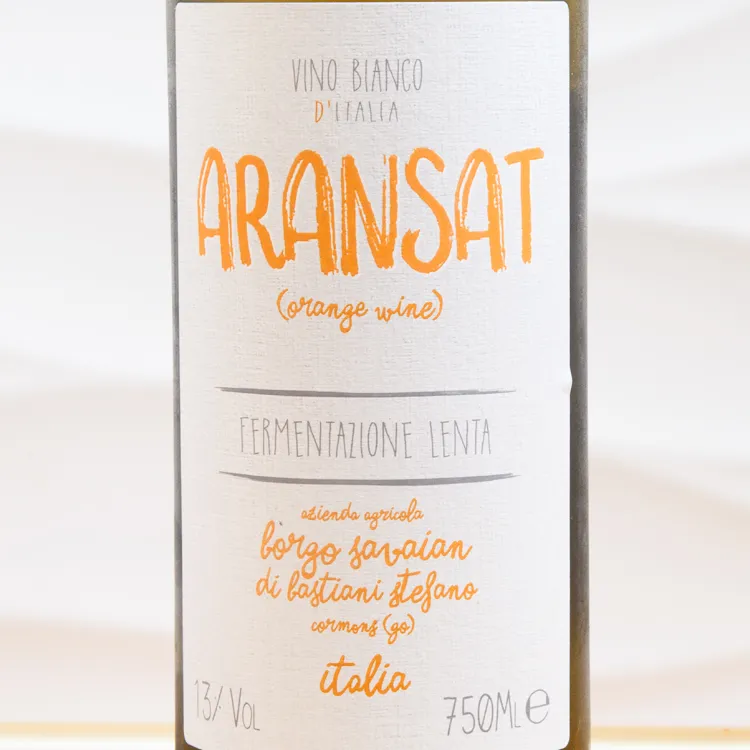 VINO BIANCO
D'ITALIA
ARANSAT
(orange wine)
FERMENTAZIONE LENTA
azienda agricola
borgo savaian
di bastiani stefano
cormons (go)
italia
13% VOL
750ML e